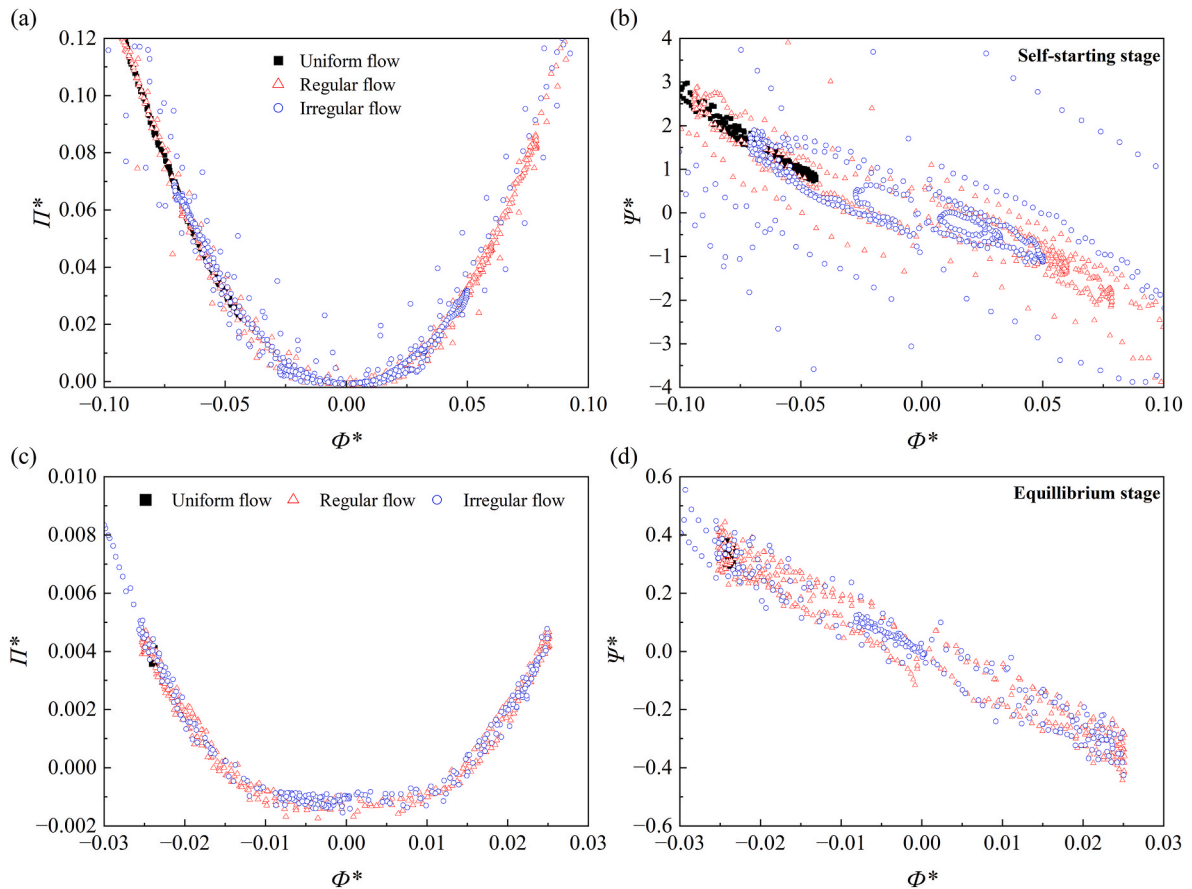 (a)
0.12
0.10
0.08
0.06
0.04
0.02
0.00
Π*
Uniform flow
Regular flow
Irregular flow
−0.10 −0.05 0.00 0.05 0.10
Φ*
(b)
4
3
2
1
0
−1
−2
−3
−4
Ψ*
Self-starting stage
−0.10 −0.05 0.00 0.05 0.10
Φ*
(c)
0.010
0.008
0.006
0.004
0.002
0.000
−0.002
Π*
Uniform flow Regular flow Irregular flow
−0.03 −0.02 −0.01 0.00 0.01 0.02 0.03
Φ*
(d)
0.6
0.4
0.2
0.0
−0.2
−0.4
−0.6
Ψ*
Equillibrium stage
−0.03 −0.02 −0.01 0.00 0.01 0.02 0.03
Φ*